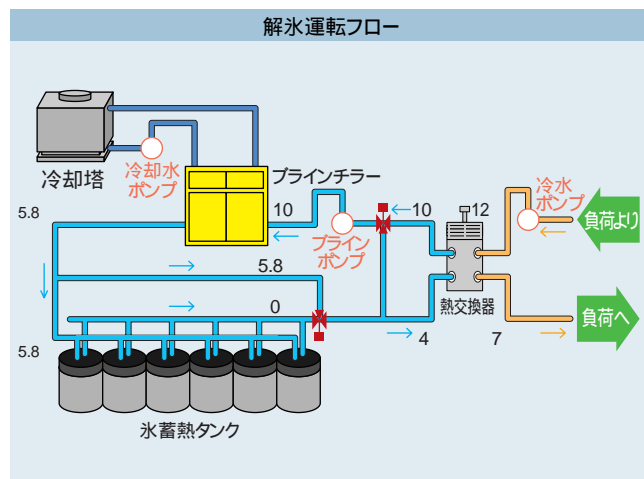 解氷運転フロー
冷却塔
冷却水
ポンプ
ブラインチラー
冷水
ポンプ
負荷より
5.8
10
10
12
ブライン
ポンプ
5.8
0
熱交換器
4
7
負荷へ
5.8
氷蓄熱タンク